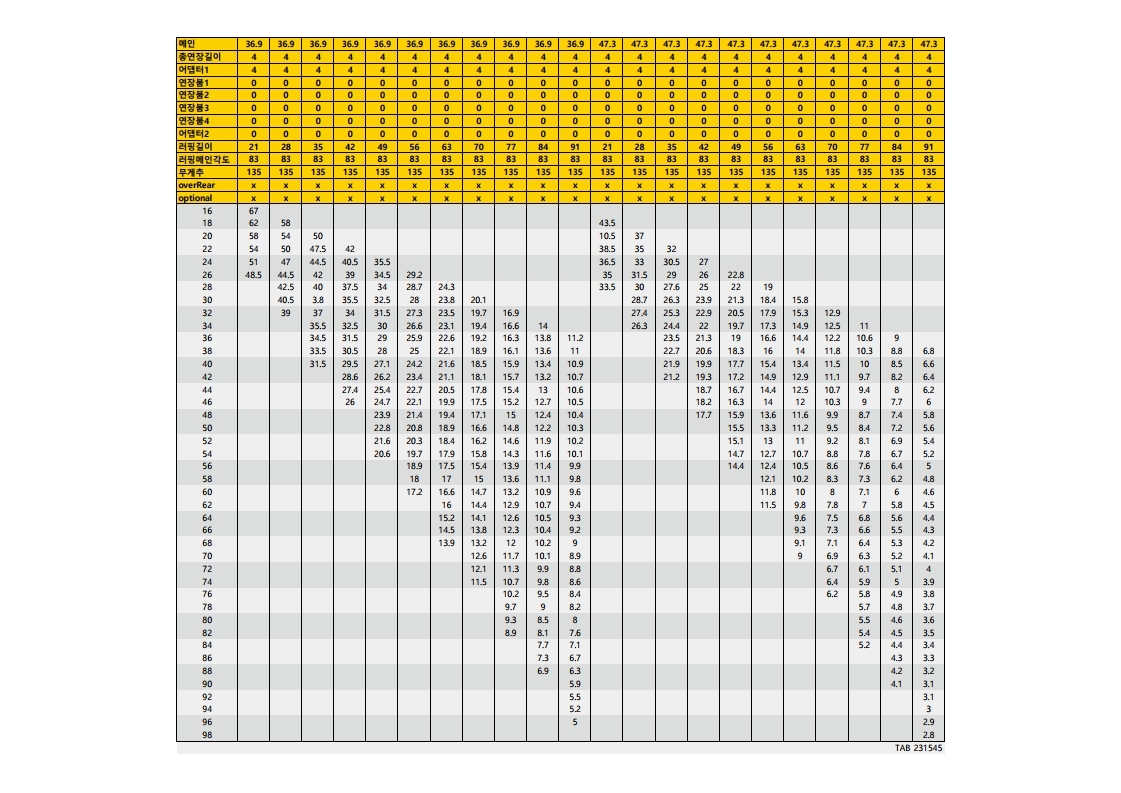 메인 36.9 36.9 36.9 36.9 36.9 36.9 36.9 36.9 36.9 36.9 36.9 47.3 47.3 47.3 47.3 47.3 47.3 47.3 47.3 47.3 47.3 47.3
총연장길이 4 4 4 4 4 4 4 4 4 4 4 4 4 4 4 4 4 4 4 4 4 4
어댑터1 4 4 4 4 4 4 4 4 4 4 4 4 4 4 4 4 4 4 4 4 4 4
연장붐1 0 0 0 0 0 0 0 0 0 0 0 0 0 0 0 0 0 0 0 0 0 0
연장붐2 0 0 0 0 0 0 0 0 0 0 0 0 0 0 0 0 0 0 0 0 0 0
연장붐3 0 0 0 0 0 0 0 0 0 0 0 0 0 0 0 0 0 0 0 0 0 0
연장붐4 0 0 0 0 0 0 0 0 0 0 0 0 0 0 0 0 0 0 0 0 0 0
어댑터2 0 0 0 0 0 0 0 0 0 0 0 0 0 0 0 0 0 0 0 0 0 0
러핑길이 21 28 35 42 49 56 63 70 77 84 91 21 28 35 42 49 56 63 70 77 84 91
러핑메인각도 83 83 83 83 83 83 83 83 83 83 83 83 83 83 83 83 83 83 83 83 83 83
무게추 135 135 135 135 135 135 135 135 135 135 135 135 135 135 135 135 135 135 135 135 135 135
overRear x x x x x x x x x x x x x x x x x x x x x x
optional x x x x x x x x x x x x x x x x x x x x x x
16 67
18 62 58 43.5
20 58 54 50 10.5 37
22 54 50 47.5 42 38.5 35 32
24 51 47 44.5 40.5 35.5 36.5 33 30.5 27
26 48.5 44.5 42 39 34.5 29.2 35 31.5 29 26 22.8
28 42.5 40 37.5 34 28.7 24.3 33.5 30 27.6 25 22 19
30 40.5 3.8 35.5 32.5 28 23.8 20.1 28.7 26.3 23.9 21.3 18.4 15.8
32 39 37 34 31.5 27.3 23.5 19.7 16.9 27.4 25.3 22.9 20.5 17.9 15.3 12.9
34 35.5 32.5 30 26.6 23.1 19.4 16.6 14 26.3 24.4 22 19.7 17.3 14.9 12.5 11
36 34.5 31.5 29 25.9 22.6 19.2 16.3 13.8 11.2 23.5 21.3 19 16.6 14.4 12.2 10.6 9
38 33.5 30.5 28 25 22.1 18.9 16.1 13.6 11 22.7 20.6 18.3 16 14 11.8 10.3 8.8 6.8
40 31.5 29.5 27.1 24.2 21.6 18.5 15.9 13.4 10.9 21.9 19.9 17.7 15.4 13.4 11.5 10 8.5 6.6
42 28.6 26.2 23.4 21.1 18.1 15.7 13.2 10.7 21.2 19.3 17.2 14.9 12.9 11.1 9.7 8.2 6.4
44 27.4 25.4 22.7 20.5 17.8 15.4 13 10.6 18.7 16.7 14.4 12.5 10.7 9.4 8 6.2
46 26 24.7 22.1 19.9 17.5 15.2 12.7 10.5 18.2 16.3 14 12 10.3 9 7.7 6
48 23.9 21.4 19.4 17.1 15 12.4 10.4 17.7 15.9 13.6 11.6 9.9 8.7 7.4 5.8
50 22.8 20.8 18.9 16.6 14.8 12.2 10.3 15.5 13.3 11.2 9.5 8.4 7.2 5.6
52 21.6 20.3 18.4 16.2 14.6 11.9 10.2 15.1 13 11 9.2 8.1 6.9 5.4
54 20.6 19.7 17.9 15.8 14.3 11.6 10.1 14.7 12.7 10.7 8.8 7.8 6.7 5.2
56 18.9 17.5 15.4 13.9 11.4 9.9 14.4 12.4 10.5 8.6 7.6 6.4 5
58 18 17 15 13.6 11.1 9.8 12.1 10.2 8.3 7.3 6.2 4.8
60 17.2 16.6 14.7 13.2 10.9 9.6 11.8 10 8 7.1 6 4.6
62 16 14.4 12.9 10.7 9.4 11.5 9.8 7.8 7 5.8 4.5
64 15.2 14.1 12.6 10.5 9.3 9.6 7.5 6.8 5.6 4.4
66 14.5 13.8 12.3 10.4 9.2 9.3 7.3 6.6 5.5 4.3
68 13.9 13.2 12 10.2 9 9.1 7.1 6.4 5.3 4.2
70 12.6 11.7 10.1 8.9 9 6.9 6.3 5.2 4.1
72 12.1 11.3 9.9 8.8 6.7 6.1 5.1 4
74 11.5 10.7 9.8 8.6 6.4 5.9 5 3.9
76 10.2 9.5 8.4 6.2 5.8 4.9 3.8
78 9.7 9 8.2 5.7 4.8 3.7
80 9.3 8.5 8 5.5 4.6 3.6
82 8.9 8.1 7.6 5.4 4.5 3.5
84 7.7 7.1 5.2 4.4 3.4
86 7.3 6.7 4.3 3.3
88 6.9 6.3 4.2 3.2
90 5.9 4.1 3.1
92 5.5 3.1
94 5.2 3
96 5 2.9
98 2.8
TAB 231545